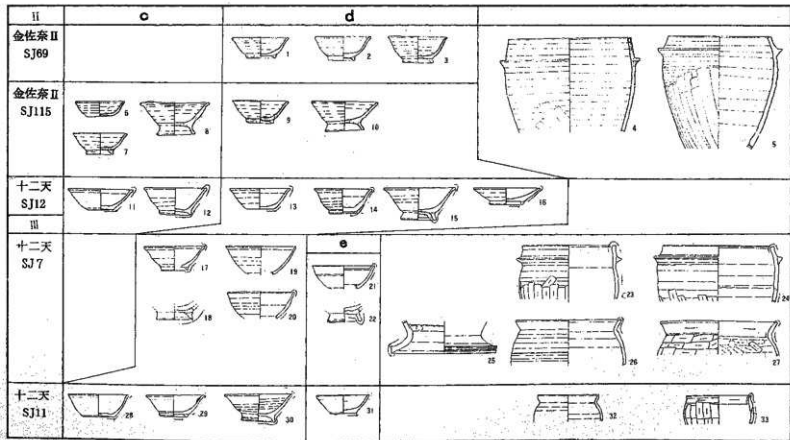 II c d
金佐奈II
SJ69
1 2 3
4 5
金佐奈II
SJ115
6 8 9 10
7
十二天
SJ12
11 12 13 14 15 16
III
十二天
SJ7
e
17 19 21 23 24
18 20 22 25 26 27
十二天
SJ11
28 29 30 31 32 33